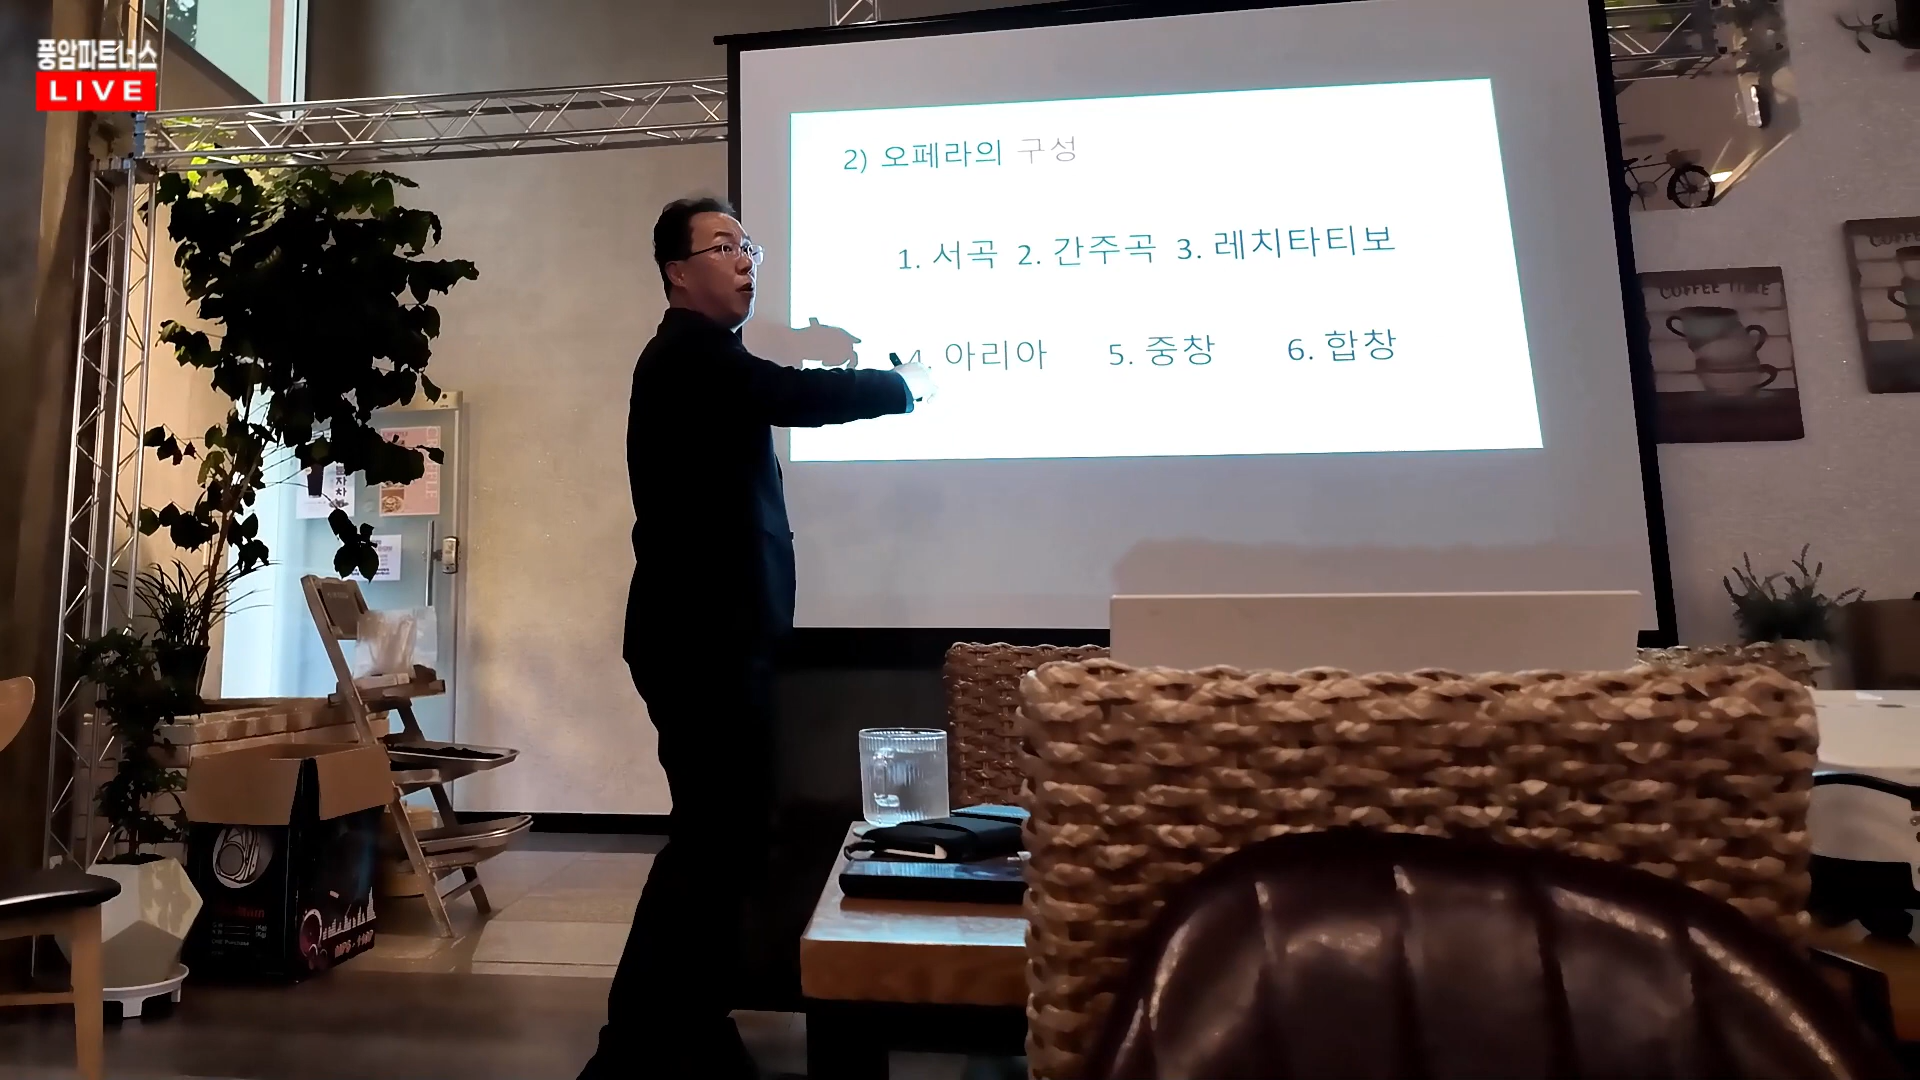 풍암파트너스
LIVE
2) 오페라의 구성
1. 서곡 2. 간주곡 3. 레치타티보
4. 아리아 5. 중창 6. 합창
COFFEE TIME